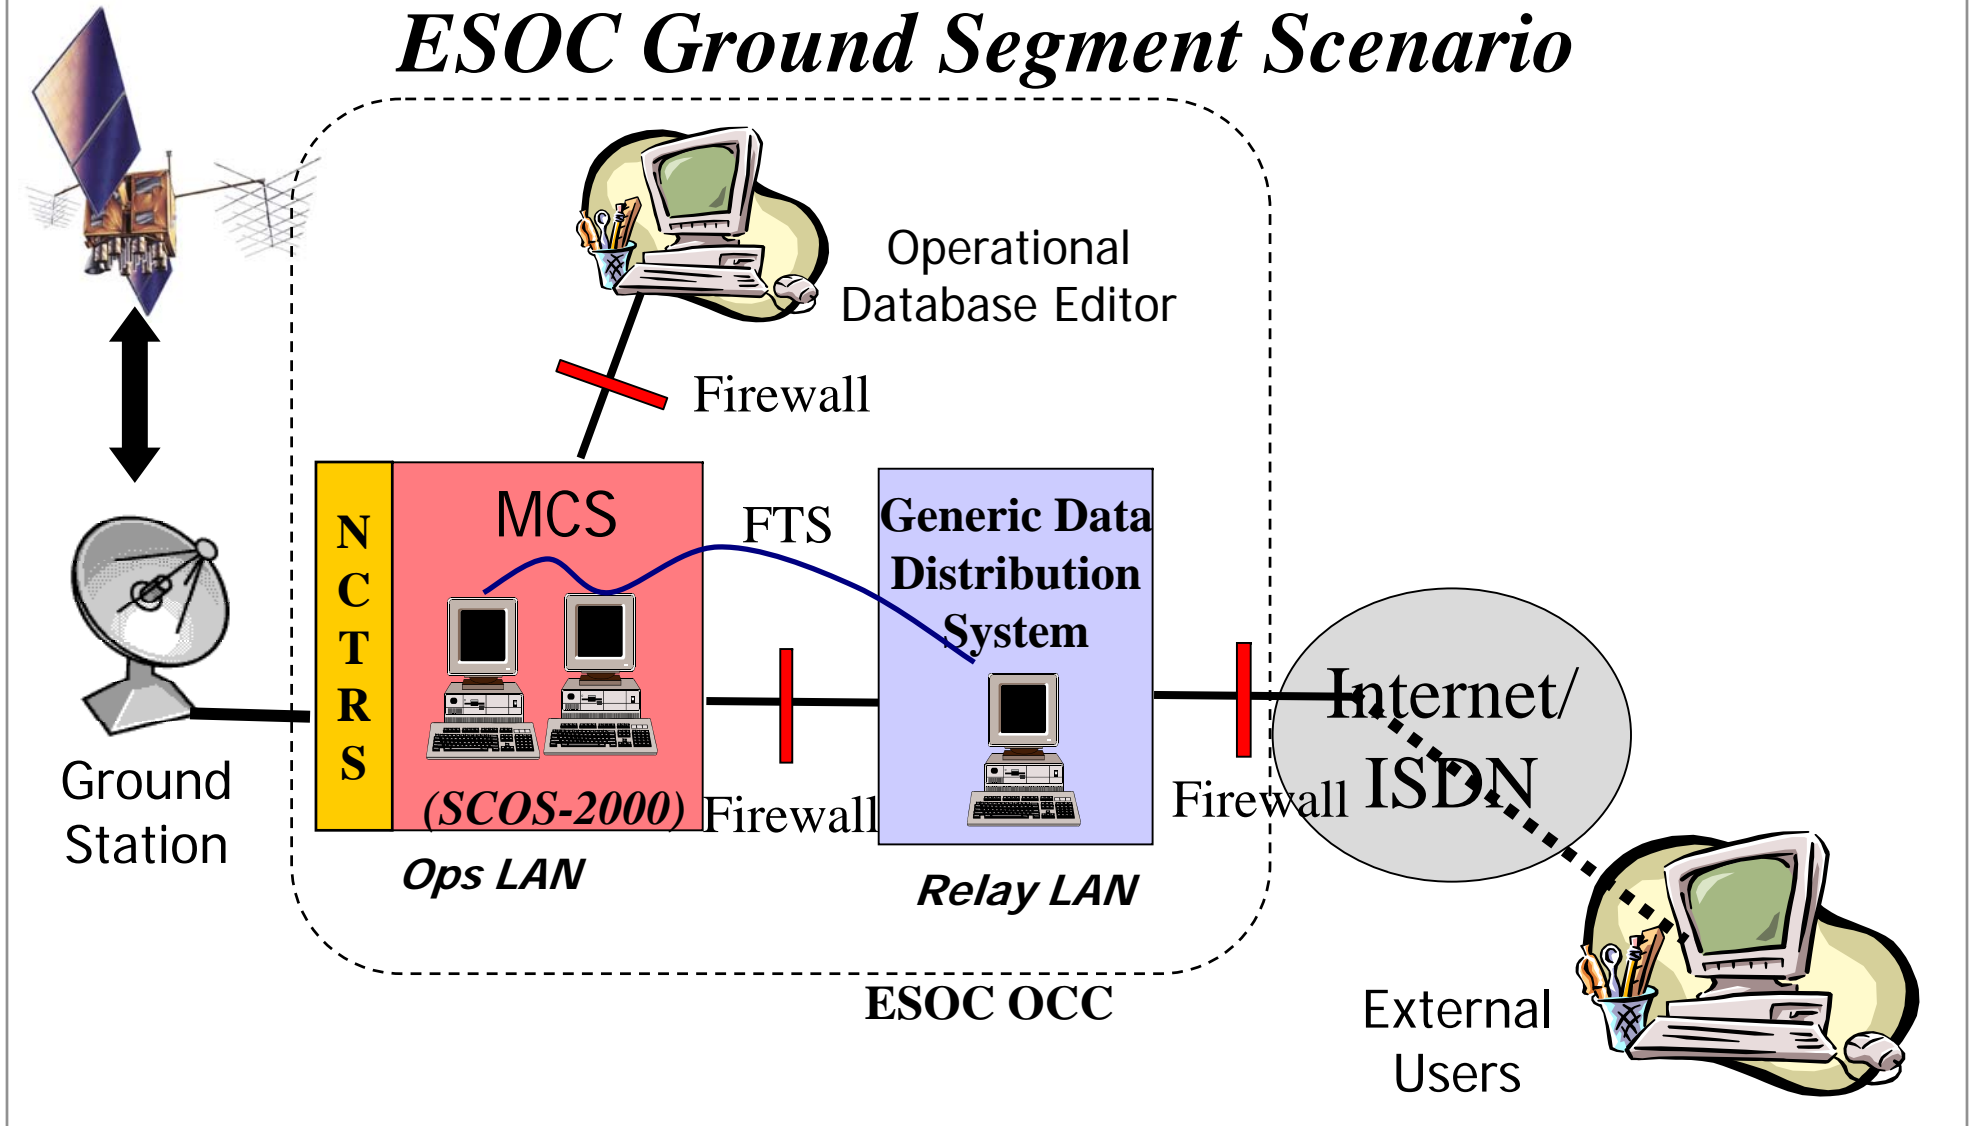 ESOC Ground Segment Scenario
Operational
Database Editor
Firewall
N
C
T
R
S
MCS
(SCOS-2000)
FTS
Generic Data
Distribution
System
Internet/
ISDN
Firewall
Firewall
Ground
Station
Ops LAN
Relay LAN
ESOC OCC
External
Users